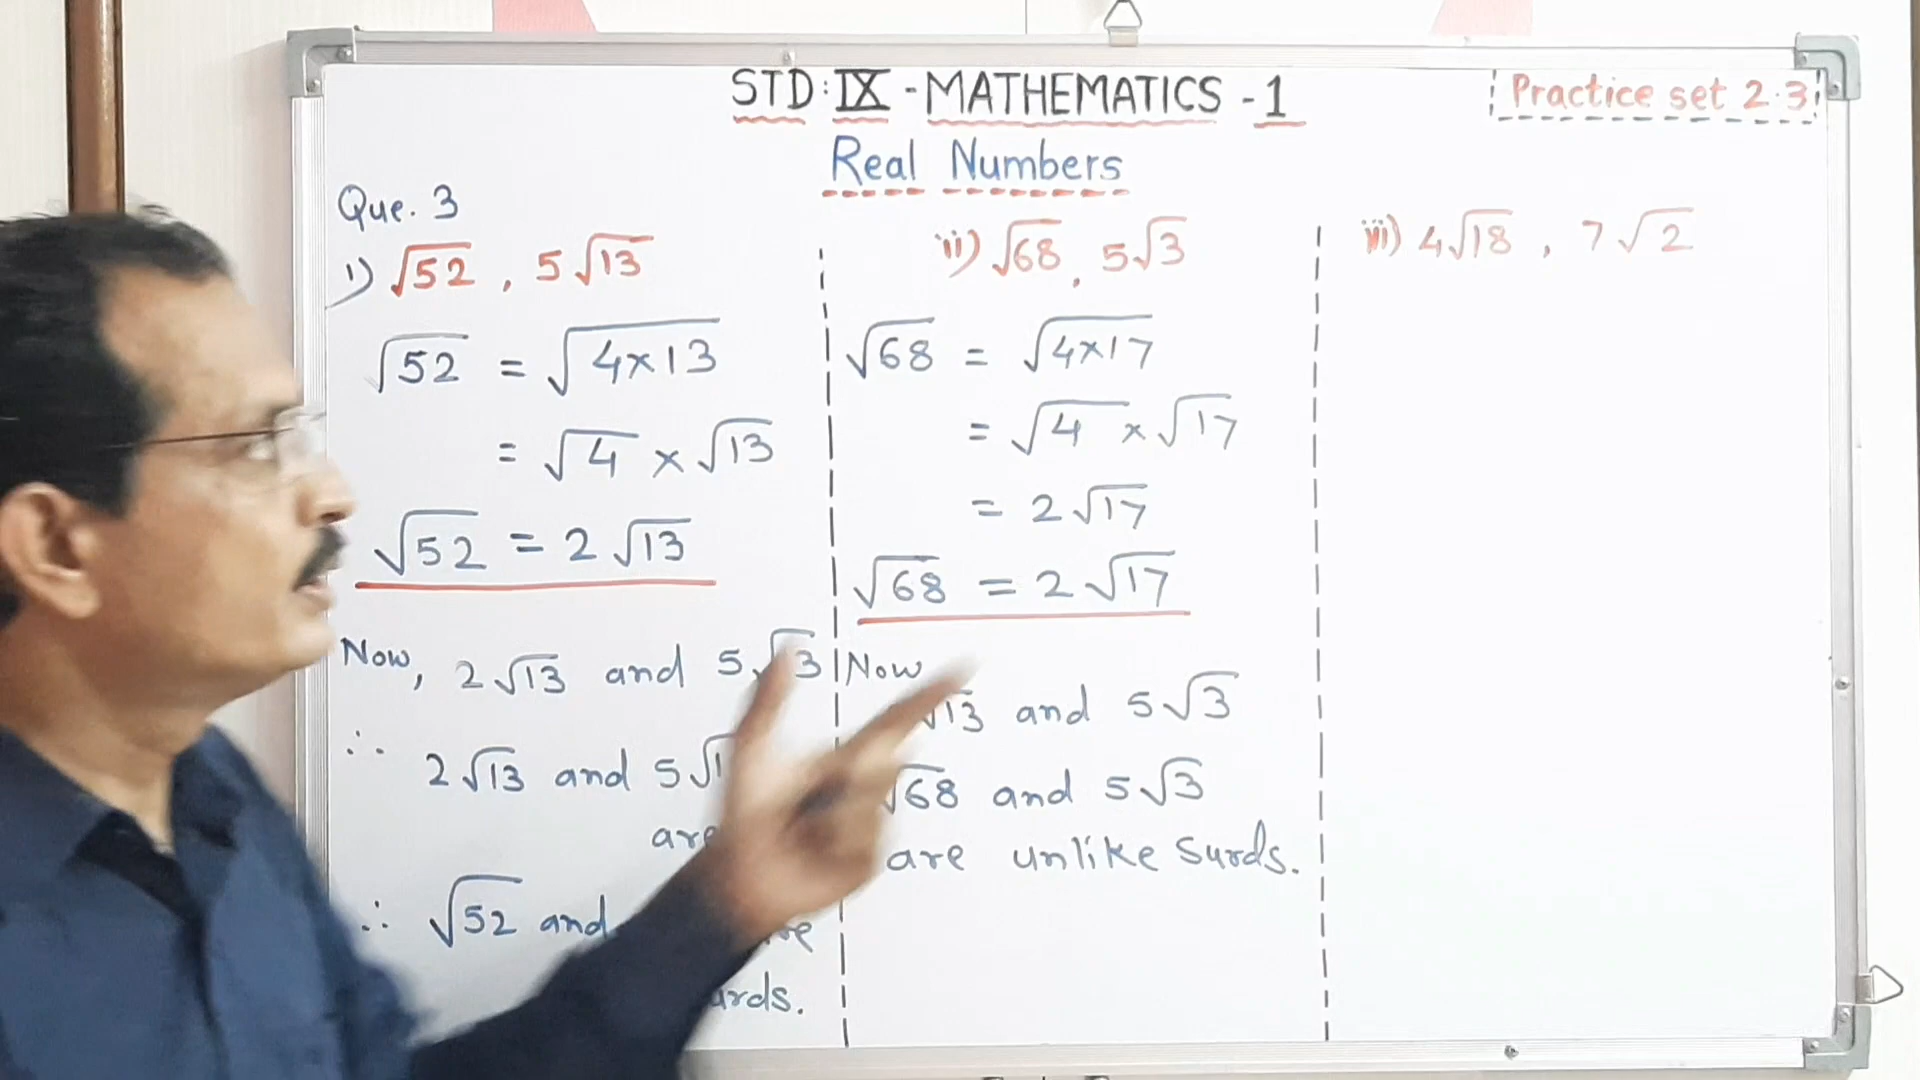 STD: IX - MATHEMATICS - 1
Practice set 2.3
Real Numbers
Que. 3
i) √52 , 5√13
√52 = √4×13
= √4 × √13
√52 = 2√13
Now, 2√13 and 5√3
∴ 2√13 and 5√1
are
∴ √52 and
ii) √68 , 5√3
√68 = √4×17
= √4 × √17
= 2√17
√68 = 2√17
Now
√13 and 5√3
√68 and 5√3
are unlike surds.
iii) 4√18 , 7√2